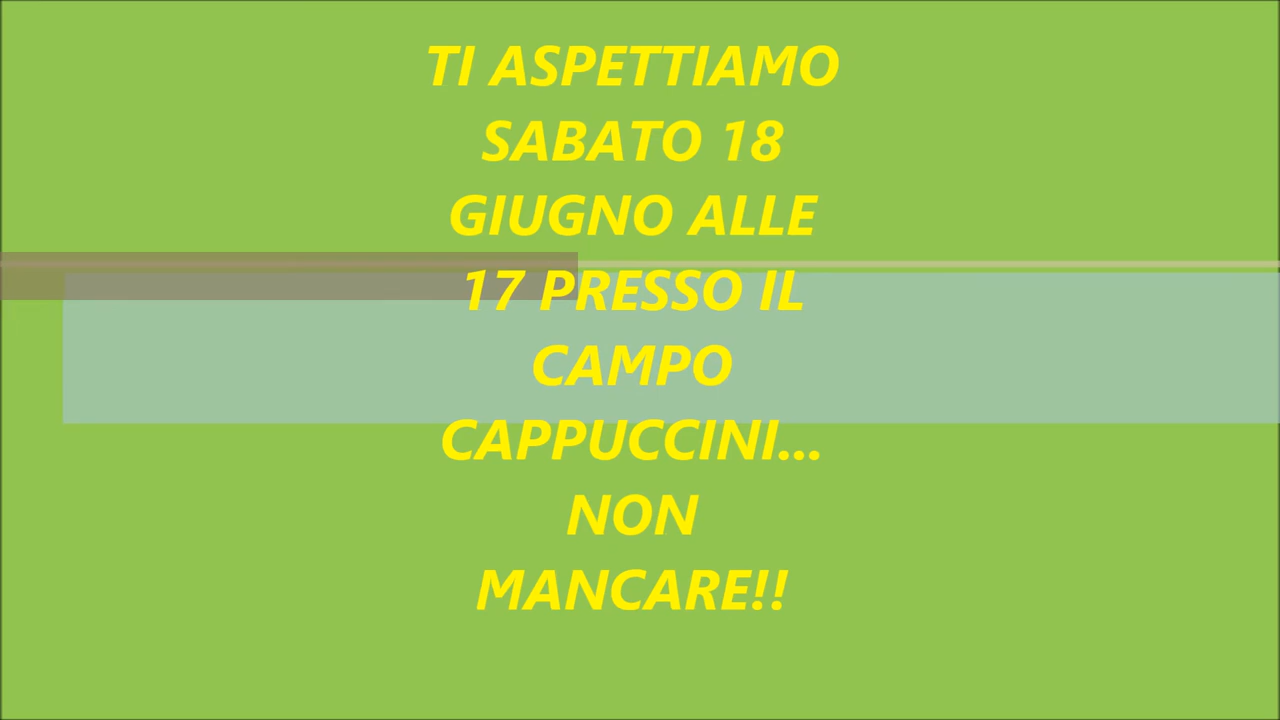 TI ASPETTIAMO
SABATO 18
GIUGNO ALLE
17 PRESSO IL
CAMPO
CAPPUCCINI...
NON
MANCARE!!